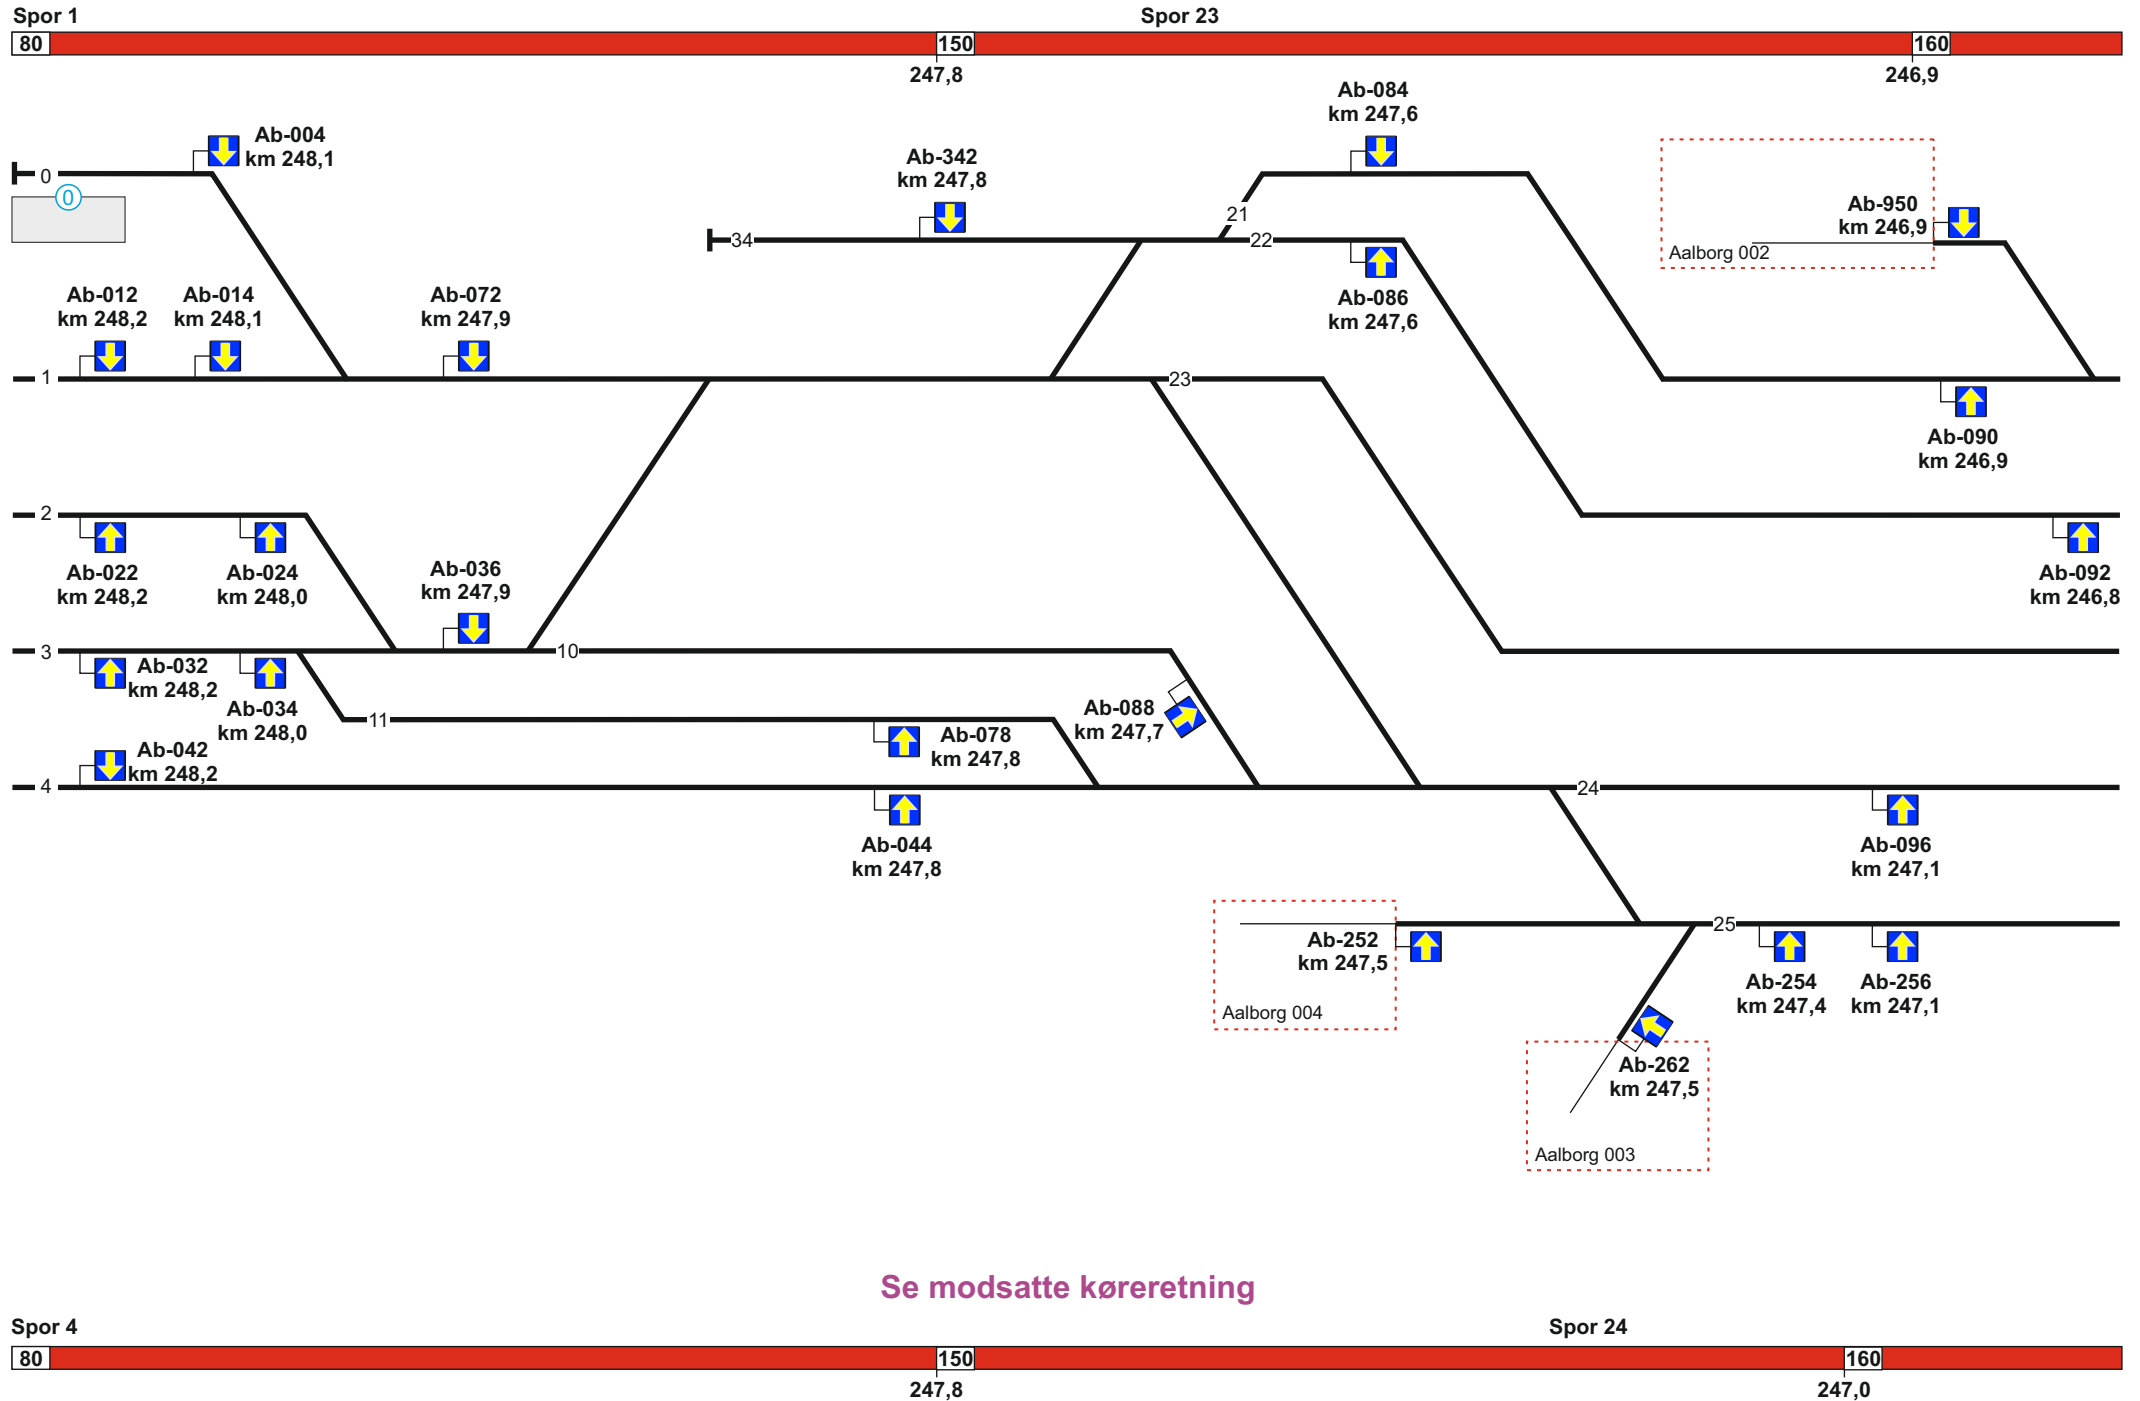 Spor 1
Spor 23
80
150
160
247,8
246,9
Ab-084
km 247,6
Ab-004
km 248,1
Ab-342
km 247,8
0
0
21
Ab-950
km 246,9
34
22
Aalborg 002
Ab-012
km 248,2
Ab-014
km 248,1
Ab-072
km 247,9
Ab-086
km 247,6
1
23
Ab-090
km 246,9
2
Ab-022
km 248,2
Ab-024
km 248,0
Ab-036
km 247,9
Ab-092
km 246,8
3
10
Ab-032
km 248,2
Ab-034
km 248,0
11
Ab-088
km 247,7
Ab-078
km 247,8
Ab-042
km 248,2
4
24
Ab-044
km 247,8
Ab-096
km 247,1
25
Ab-252
km 247,5
Aalborg 004
Ab-254
km 247,4
Ab-256
km 247,1
Ab-262
km 247,5
Aalborg 003
Se modsatte køreretning
Spor 4
Spor 24
80
150
160
247,8
247,0